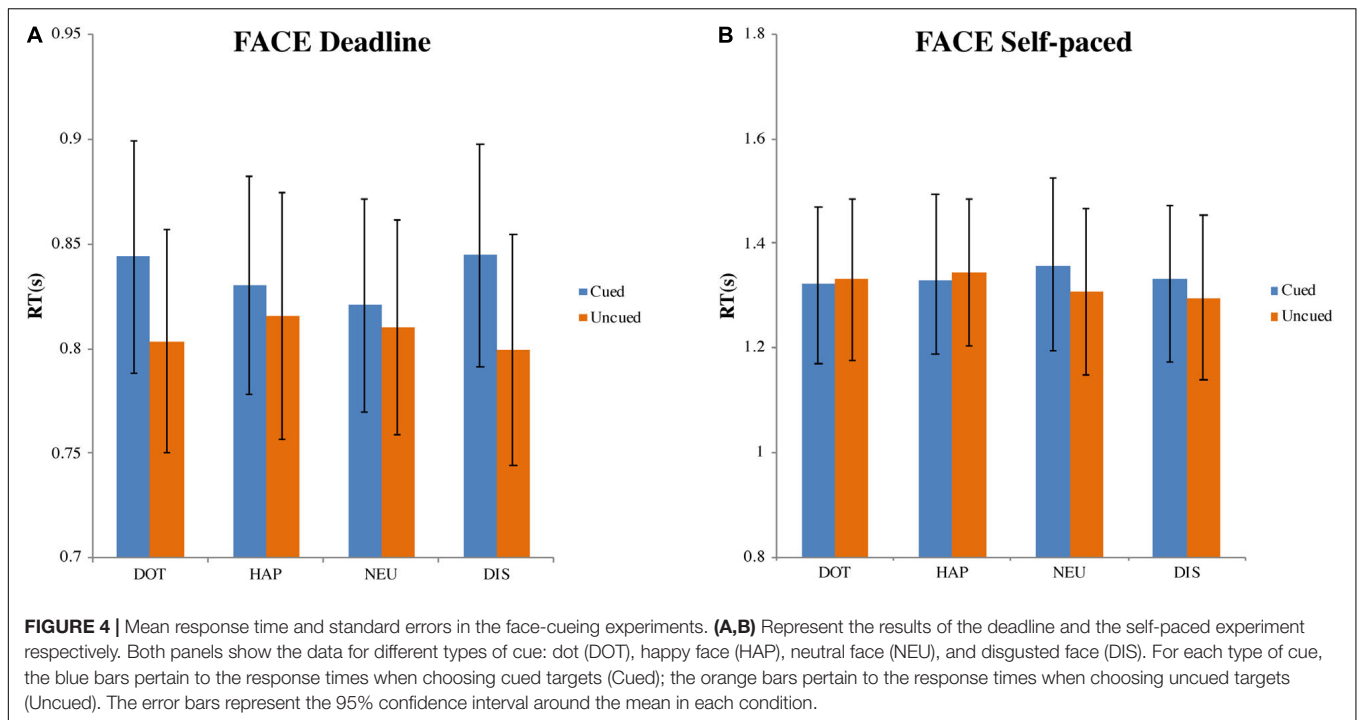 A
FACE Deadline
0.95
0.9
0.85
0.8
0.75
0.7
RT(s)
DOT
HAP
NEU
DIS
Cued
Uncued
B
FACE Self-paced
1.8
1.6
1.4
1.2
1
0.8
RT(s)
DOT
HAP
NEU
DIS
Cued
Uncued
FIGURE 4 | Mean response time and standard errors in the face-cueing experiments. (A,B) Represent the results of the deadline and the self-paced experiment
respectively. Both panels show the data for different types of cue: dot (DOT), happy face (HAP), neutral face (NEU), and disgusted face (DIS). For each type of cue,
the blue bars pertain to the response times when choosing cued targets (Cued); the orange bars pertain to the response times when choosing uncued targets
(Uncued). The error bars represent the 95% confidence interval around the mean in each condition.